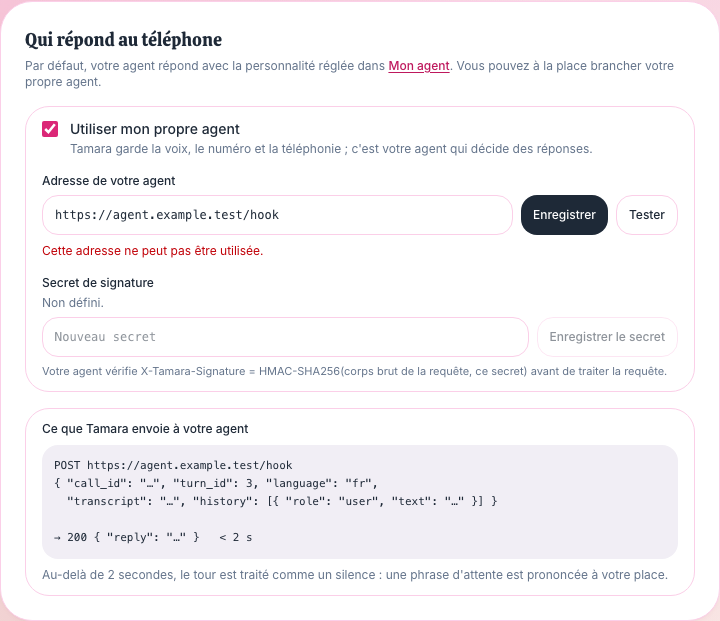 Qui répond au téléphone
Par défaut, votre agent répond avec la personnalité réglée dans Mon agent. Vous pouvez à la place brancher votre
propre agent.
Utiliser mon propre agent
Tamara garde la voix, le numéro et la téléphonie ; c'est votre agent qui décide des réponses.
Adresse de votre agent
https://agent.example.test/hook
Enregistrer
Tester
Cette adresse ne peut pas être utilisée.
Secret de signature
Non défini.
Nouveau secret
Enregistrer le secret
Votre agent vérifie X-Tamara-Signature = HMAC-SHA256(corps brut de la requête, ce secret) avant de traiter la requête.
Ce que Tamara envoie à votre agent
POST https://agent.example.test/hook
{ "call_id": "…", "turn_id": 3, "language": "fr",
  "transcript": "…", "history": [{ "role": "user", "text": "…" }] }
→ 200 { "reply": "…" }   < 2 s
Au-delà de 2 secondes, le tour est traité comme un silence : une phrase d'attente est prononcée à votre place.